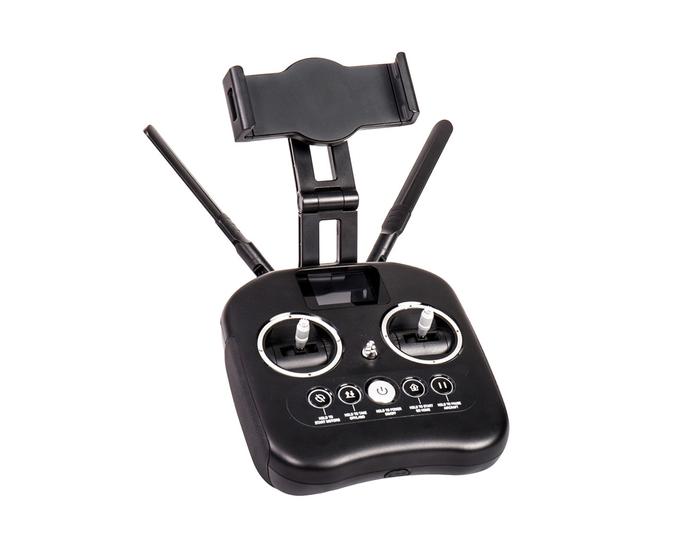 HOLD TO
START MOTORS
HOLD TO TAKE
OFF/LAND
HOLD TO POWER
ON/OFF
HOLD TO START
GO HOME
HOLD TO PAUSE
AIRCRAFT